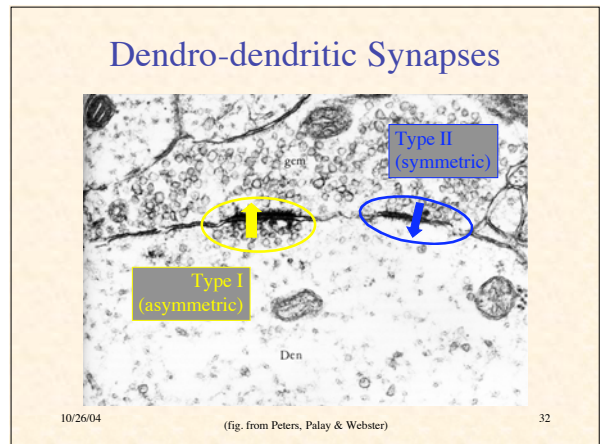 Dendro-dendritic Synapses
Type II
(symmetric)
gcm
Type I
(asymmetric)
Den
10/26/04
(fig. from Peters, Palay & Webster)
32